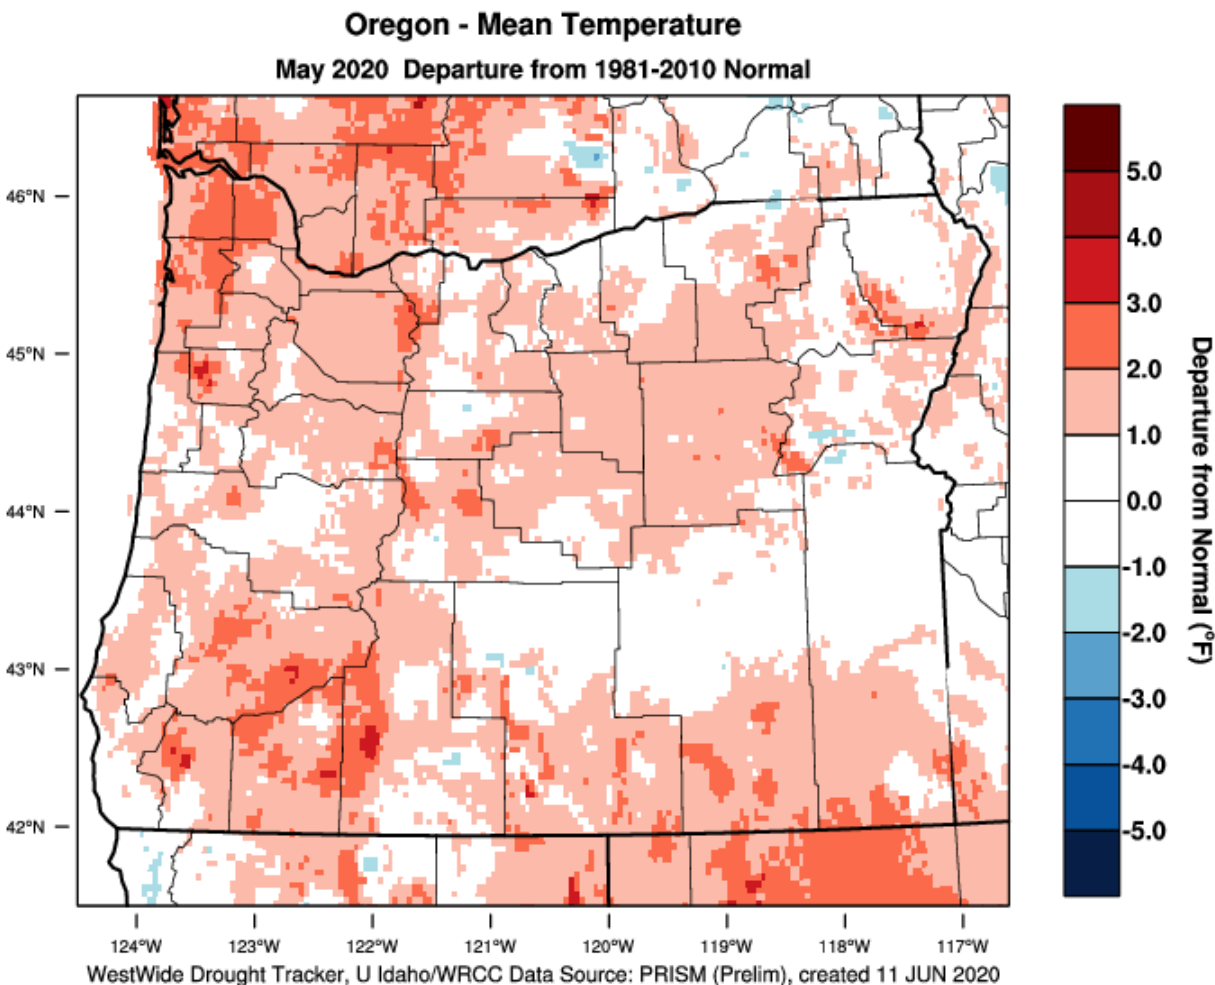 Oregon - Mean Temperature
May 2020 Departure from 1981-2010 Normal
46°N
45°N
44°N
43°N
42°N
124°W 123°W 122°W 121°W 120°W 119°W 118°W 117°W
5.0
4.0
3.0
2.0
1.0
0.0
-1.0
-2.0
-3.0
-4.0
-5.0
Departure from Normal (°F)
WestWide Drought Tracker, U Idaho/WRCC Data Source: PRISM (Prelim), created 11 JUN 2020